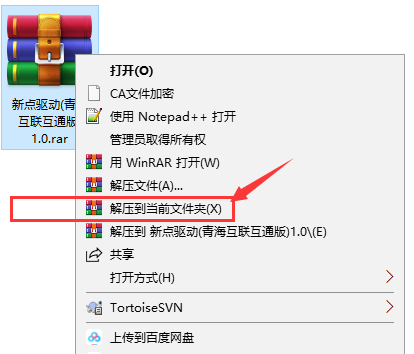 新点驱动(青海
互联互通版)
1.0.rar
打开(O)
CA文件加密
使用 Notepad++ 打开
管理员取得所有权
用 WinRAR 打开(W)
解压文件(A)...
解压到当前文件夹(X)
解压到 新点驱动(青海互联互通版)1.0\(E)
共享
打开方式(H)
TortoiseSVN
上传到百度网盘